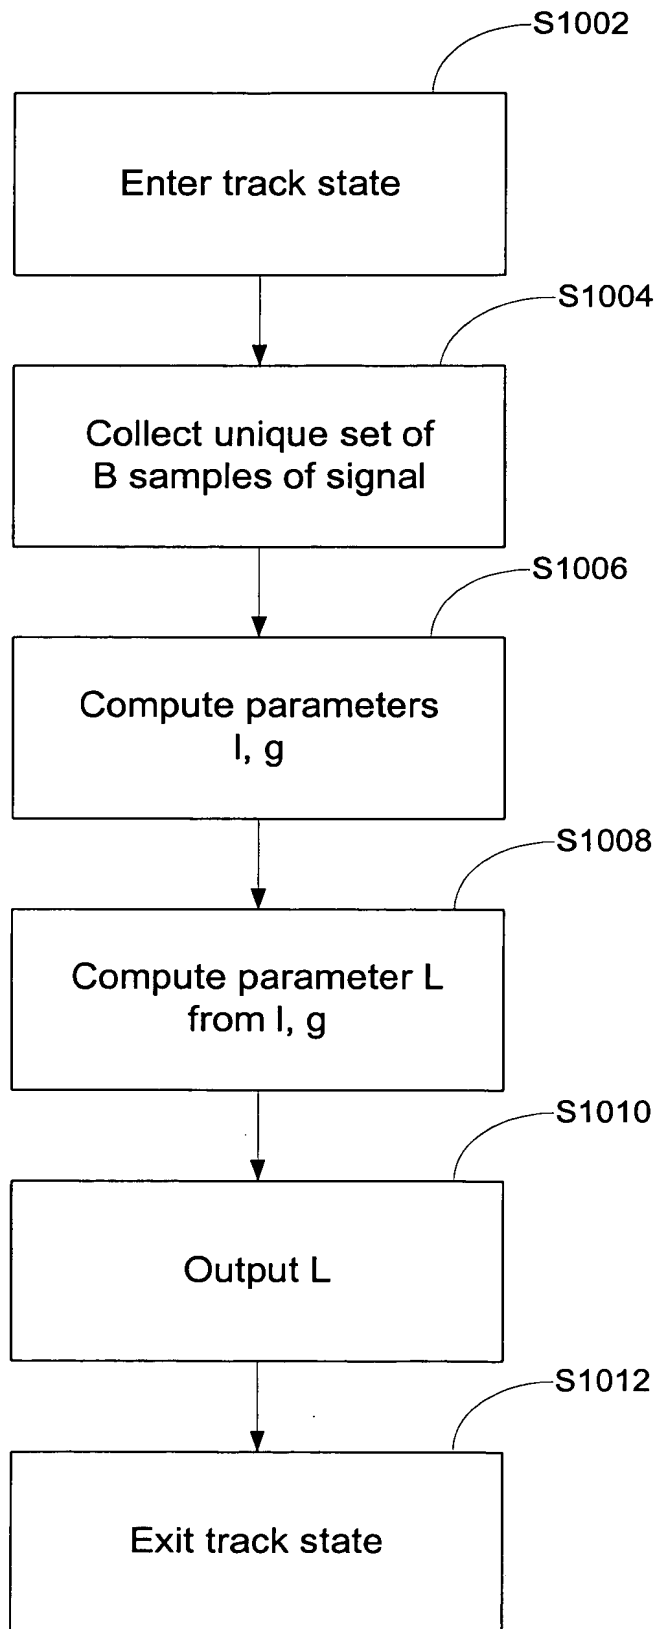 S1002
Enter track state
S1004
Collect unique set of
B samples of signal
S1006
Compute parameters
l, g
S1008
Compute parameter L
from l, g
S1010
Output L
S1012
Exit track state